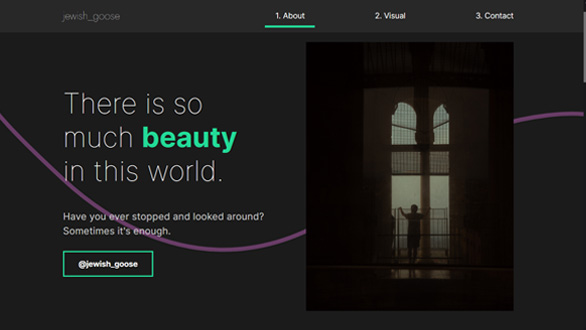 jewish_goose
1. About
2. Visual
3. Contact
There is so
much beauty
in this world.
Have you ever stopped and looked around?
Sometimes it's enough.
@jewish_goose